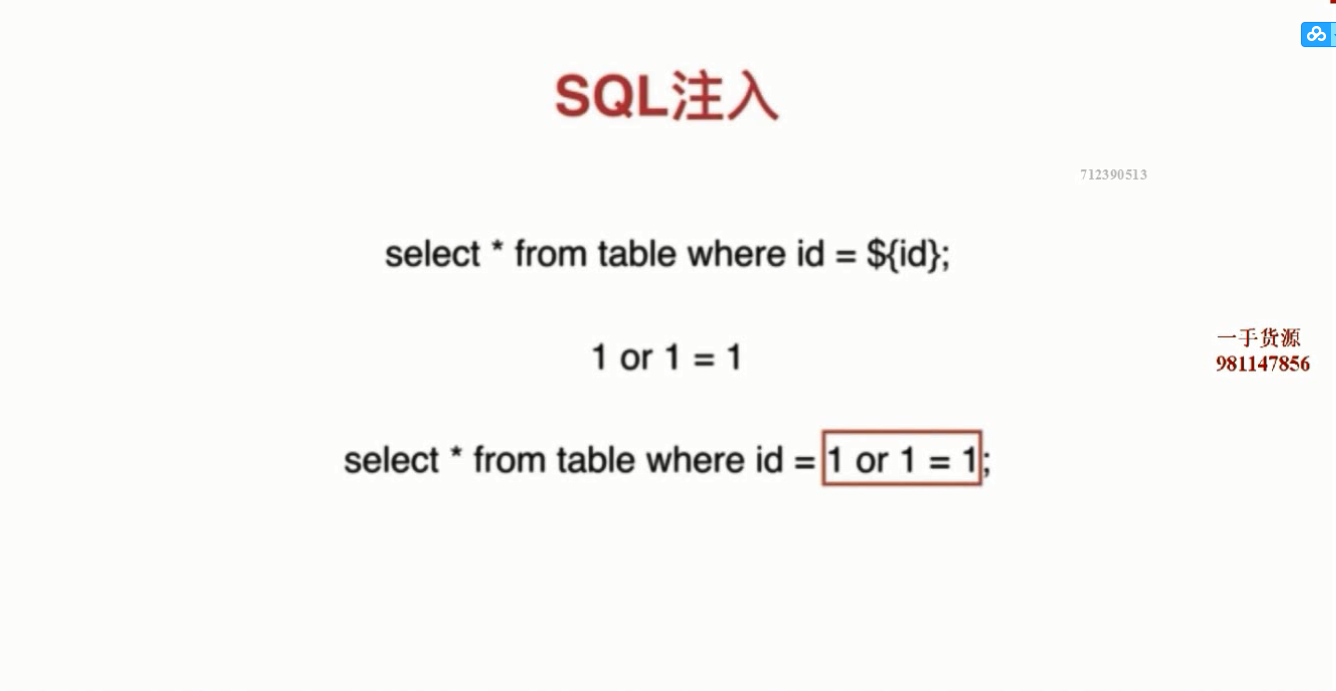 SQL注入
712390513
select * from table where id = ${id};
一手货源
981147856
1 or 1 = 1
select * from table where id = 1 or 1 = 1;